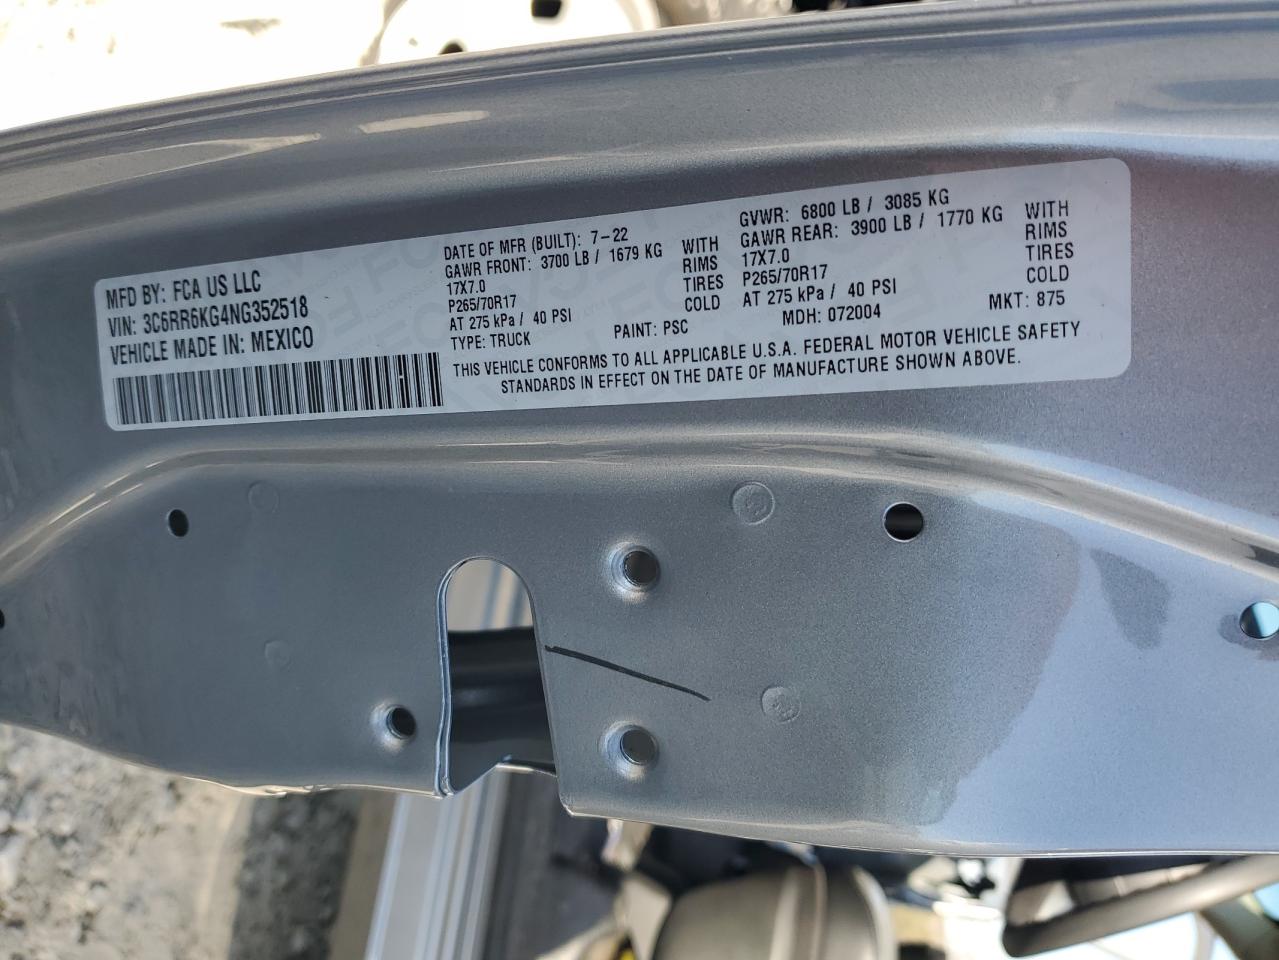 MFD BY: FCA US LLC
VIN: 3C6RR6KG4NG352518
VEHICLE MADE IN: MEXICO
DATE OF MFR (BUILT): 7-22
GAWR FRONT: 3700 LB / 1679 KG WITH
17X7.0 RIMS
P265/70R17 TIRES
AT 275 kPa / 40 PSI COLD
TYPE: TRUCK PAINT: PSC
GVWR: 6800 LB / 3085 KG
GAWR REAR: 3900 LB / 1770 KG WITH
17X7.0 RIMS
P265/70R17 TIRES
AT 275 kPa / 40 PSI COLD
MDH: 072004 MKT: 875
THIS VEHICLE CONFORMS TO ALL APPLICABLE U.S.A. FEDERAL MOTOR VEHICLE SAFETY
STANDARDS IN EFFECT ON THE DATE OF MANUFACTURE SHOWN ABOVE.